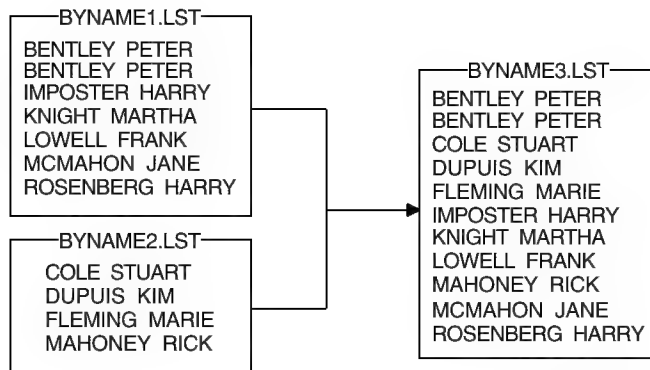 BYNAME1.LST
BENTLEY PETER
BENTLEY PETER
IMPOSTER HARRY
KNIGHT MARTHA
LOWELL FRANK
MCMAHON JANE
ROSENBERG HARRY
BYNAME2.LST
COLE STUART
DUPUIS KIM
FLEMING MARIE
MAHONEY RICK
BYNAME3.LST
BENTLEY PETER
BENTLEY PETER
COLE STUART
DUPUIS KIM
FLEMING MARIE
IMPOSTER HARRY
KNIGHT MARTHA
LOWELL FRANK
MAHONEY RICK
MCMAHON JANE
ROSENBERG HARRY